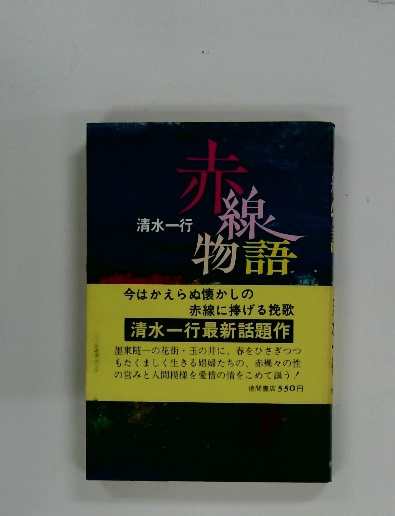 赤線物語
清水一行
今はかえらぬ懐かしの
赤線に捧げる挽歌
清水一行最新話題作
墨東随一の花街・玉の井に、春をひさぎつつ
もたくましく生きる娼婦たちの、赤裸々の性
の営みと人間模様を愛惜の情をこめて謳う!
徳間書店 550円